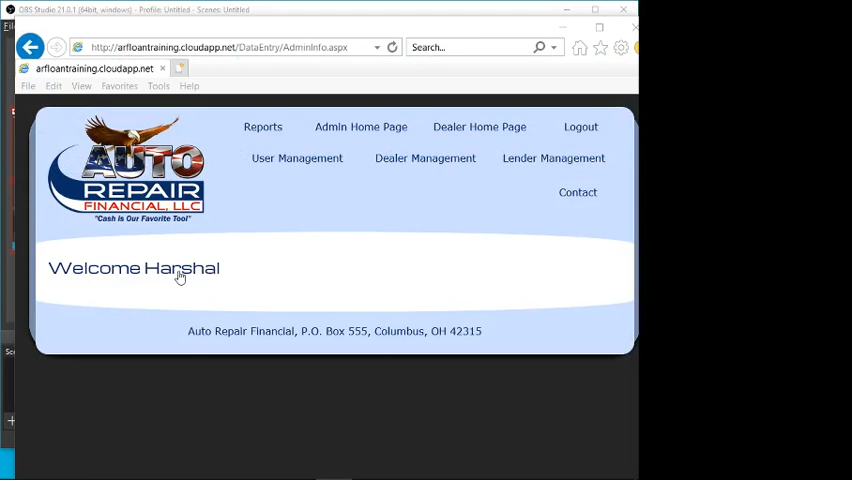 OBS Studio 21.0.1 (64bit, windows) - Profile: Untitled - Scenes: Untitled
http://arfloantraining.cloudapp.net/DataEntry/AdminInfo.aspx
Search...
arfloantraining.cloudapp.net
File Edit View Favorites Tools Help
AUTO
REPAIR
FINANCIAL, LLC
"Cash Is Our Favorite Tool"
Reports Admin Home Page Dealer Home Page Logout
User Management Dealer Management Lender Management
Contact
Welcome Harshal
Auto Repair Financial, P.O. Box 555, Columbus, OH 42315